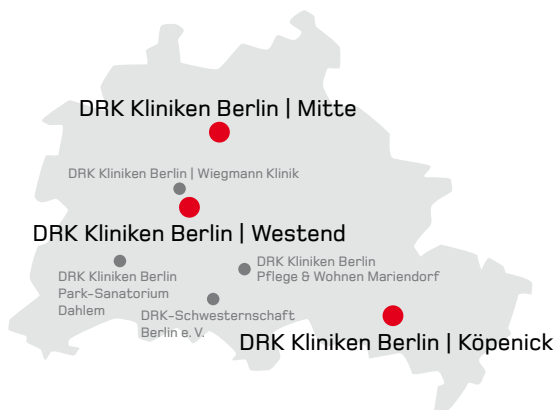 DRK Kliniken Berlin | Mitte
DRK Kliniken Berlin | Wiegmann Klinik
DRK Kliniken Berlin | Westend
DRK Kliniken Berlin
Park-Sanatorium
Dahlem
DRK Kliniken Berlin
Pflege & Wohnen Mariendorf
DRK-Schwesternschaft
Berlin e. V.
DRK Kliniken Berlin | Köpenick